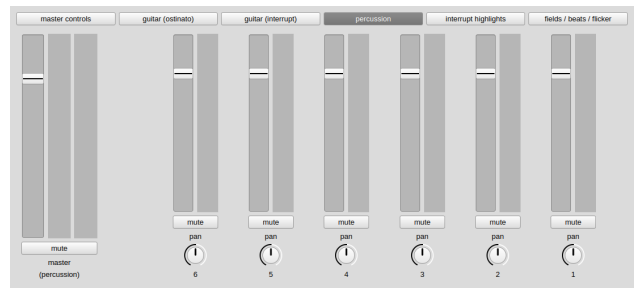 master controls guitar (ostinato) guitar (interrupt) percussion interrupt highlights fields / beats / flicker
mute mute mute mute mute mute
pan pan pan pan pan pan
mute
master
(percussion) 6 5 4 3 2 1